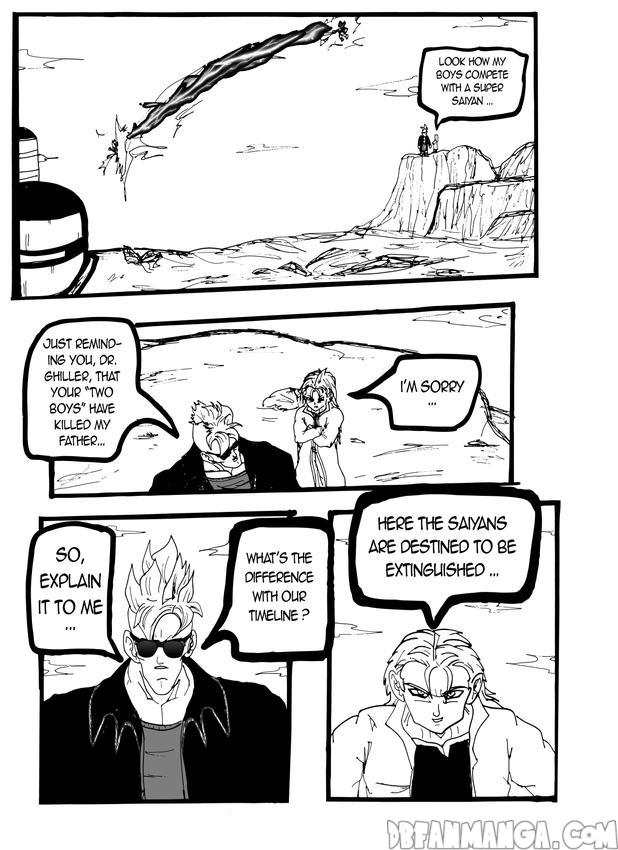 LOOK HOW MY
BOYS COMPETE
WITH A SUPER
SAIYAN ...
JUST REMIND-
ING YOU, DR.
GHILLER, THAT
YOUR "TWO
BOYS" HAVE
KILLED MY
FATHER...
I'M SORRY
...
SO,
EXPLAIN
IT TO ME
...
WHAT'S THE
DIFFERENCE
WITH OUR
TIMELINE ?
HERE THE SAIYANS
ARE DESTINED TO BE
EXTINGUISHED ...
DBFANMANGA.COM